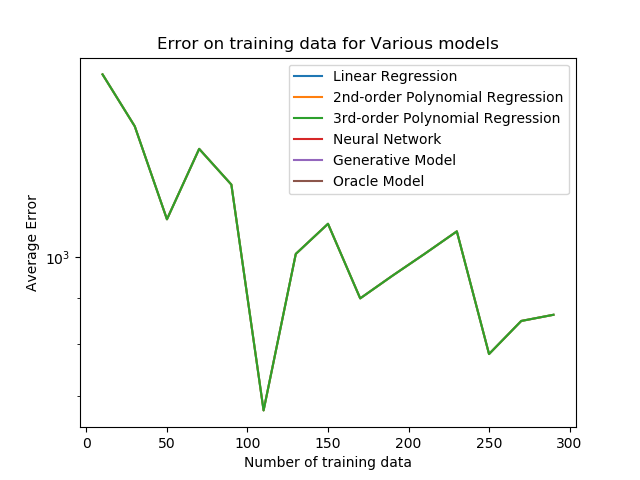 Error on training data for Various models
Linear Regression
2nd-order Polynomial Regression
3rd-order Polynomial Regression
Neural Network
Generative Model
Oracle Model
Average Error
10³
0 50 100 150 200 250 300
Number of training data